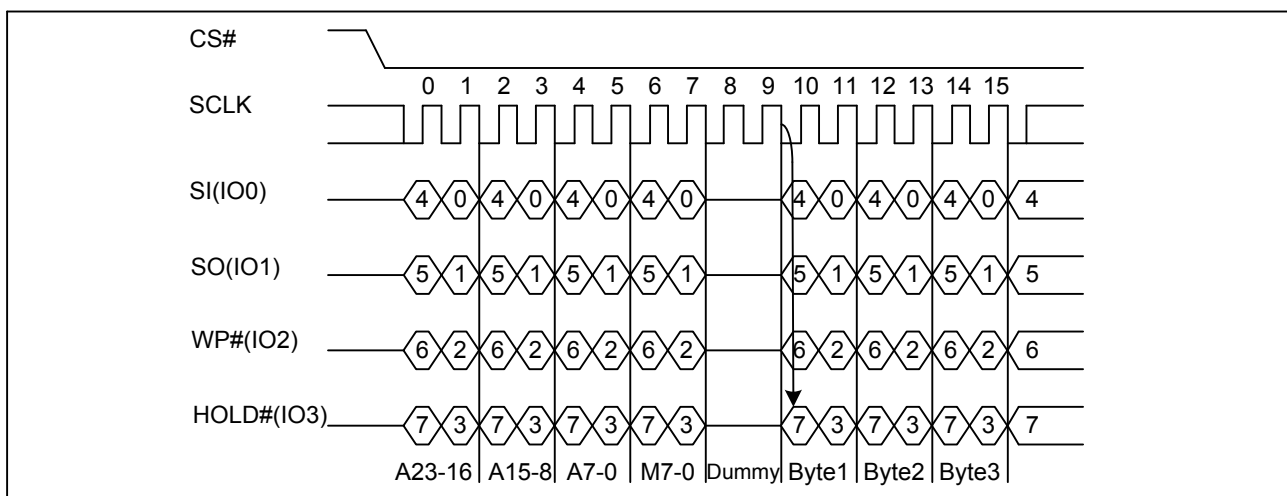 CS#
0 1 2 3 4 5 6 7 8 9 10 11 12 13 14 15
SCLK
SI(IO0) 4 0 4 0 4 0 4 0 4 0 4 0 4 0 4
SO(IO1) 5 1 5 1 5 1 5 1 5 1 5 1 5 1 5
WP#(IO2) 6 2 6 2 6 2 6 2 6 2 6 2 6 2 6
HOLD#(IO3) 7 3 7 3 7 3 7 3 7 3 7 3 7 3 7
A23-16 A15-8 A7-0 M7-0 Dummy Byte1 Byte2 Byte3